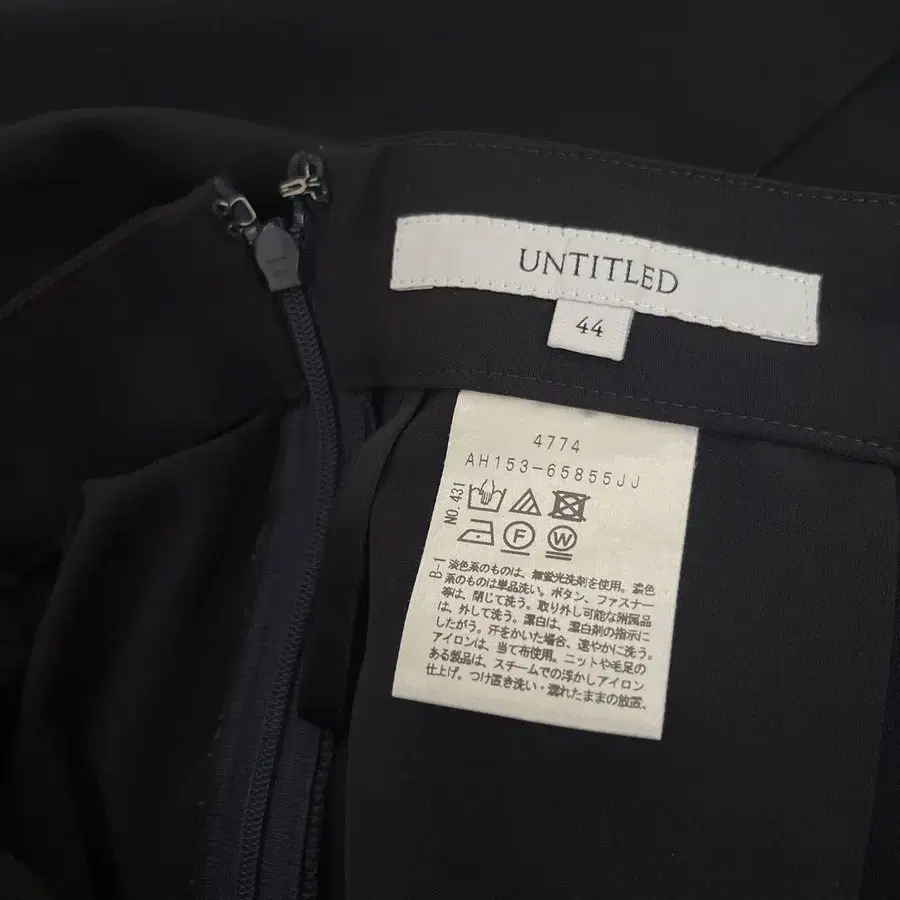 UNTITLED
44
4774
AH153-65855JJ
NO.431
F W
B-1
淡色系のものは、無蛍光洗剤を使用。濃色
系のものは単品洗い。ボタン、ファスナー
等は、閉じて洗う。取り外し可能な附属品
は、外して洗う。漂白は、漂白剤の指示に
したがう。汗をかいた場合、速やかに洗う。
アイロンは、当て布使用。ニットや毛足の
ある製品は、スチームでの浮かしアイロン
仕上げ。つけ置き洗い・濡れたままの放置、